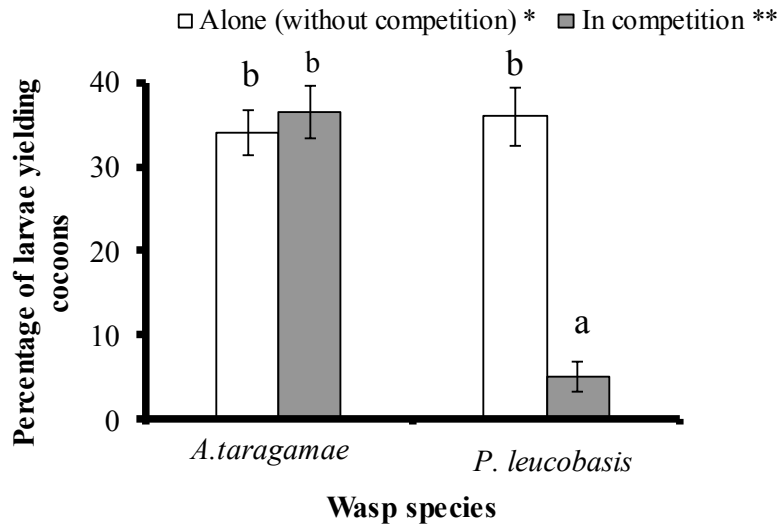 Alone (without competition) * In competition **
b b b
a
40
30
20
10
0
Percentage of larvae yielding
cocoons
A.taragamae P. leucobasis
Wasp species